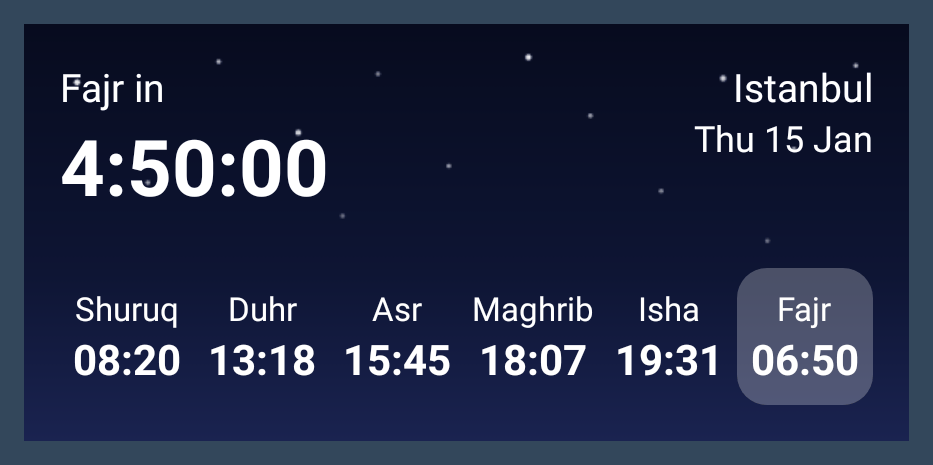 Fajr in
4:50:00
Istanbul
Thu 15 Jan
Shuruq Duhr Asr Maghrib Isha Fajr
08:20 13:18 15:45 18:07 19:31 06:50